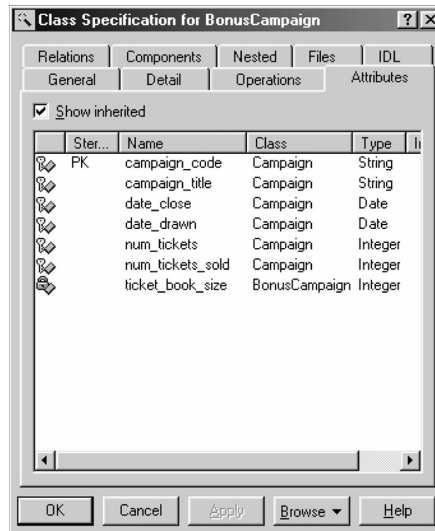 Class Specification for BonusCampaign
Relations Components Nested Files IDL
General Detail Operations Attributes
Show inherited
Ster... Name Class Type
PK campaign_code Campaign String
campaign_title Campaign String
date_close Campaign Date
date_drawn Campaign Date
num_tickets Campaign Integer
num_tickets_sold Campaign Integer
ticket_book_size BonusCampaign Integer
OK Cancel Apply Browse Help